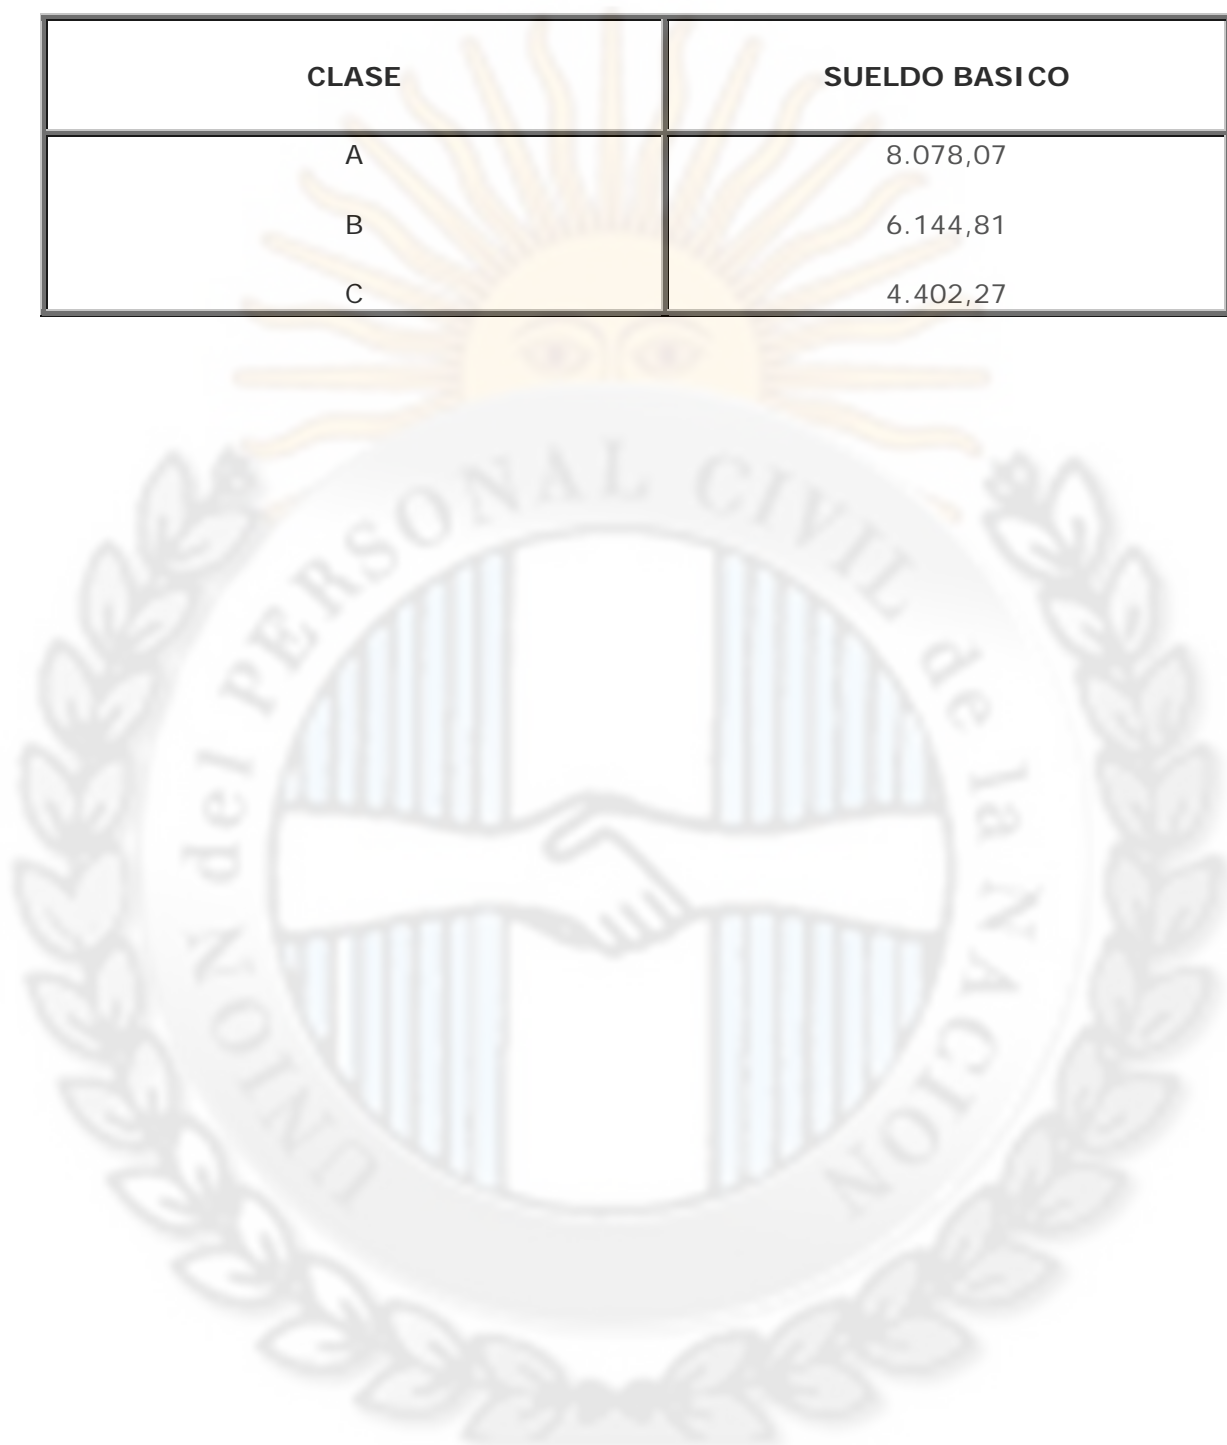 CLASE SUELDO BASICO
A 8.078,07
B 6.144,81
C 4.402,27
UNION del PERSONAL CIVIL de la NACION